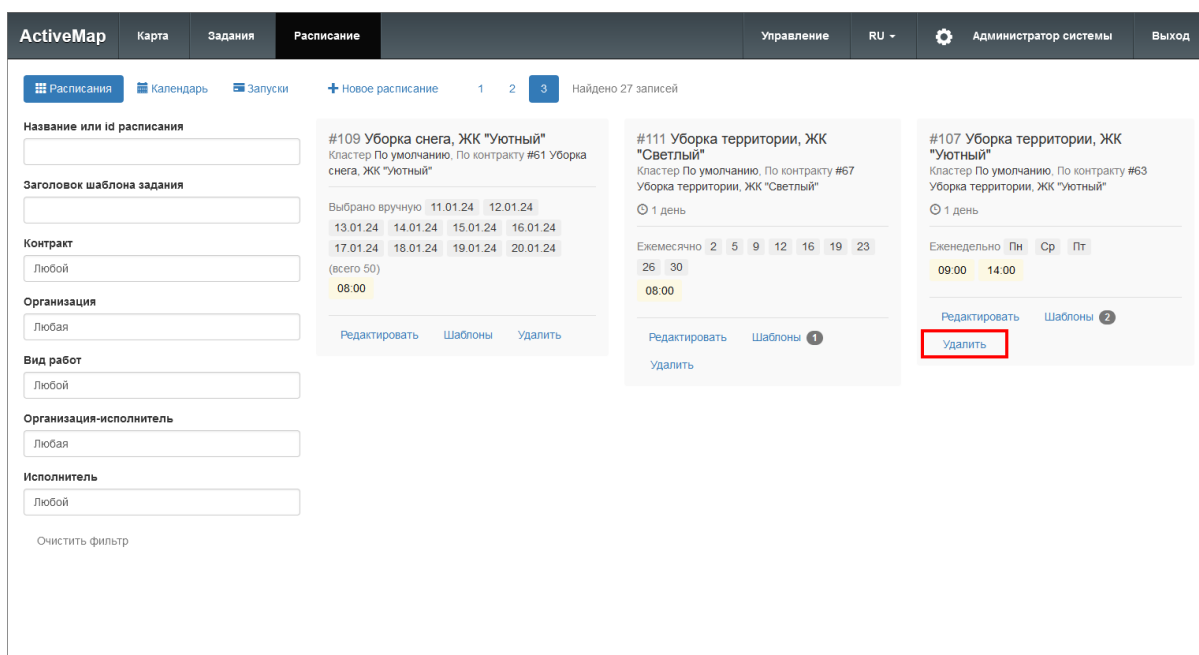 ActiveMap Карта Задания Расписание Управление RU Администратор системы Выход
Расписания Календарь Запуски Новое расписание 1 2 3 Найдено 27 записей
Название или id расписания
Заголовок шаблона задания
Контракт
Любой
Организация
Любая
Вид работ
Любой
Организация-исполнитель
Любая
Исполнитель
Любой
Очистить фильтр
#109 Уборка снега, ЖК "Уютный"
Кластер По умолчанию, По контракту #61 Уборка
снега, ЖК "Уютный"
Выбрано вручную 11.01.24 12.01.24
13.01.24 14.01.24 15.01.24 16.01.24
17.01.24 18.01.24 19.01.24 20.01.24
(всего 50)
08:00
Редактировать Шаблоны Удалить
#111 Уборка территории, ЖК
"Светлый"
Кластер По умолчанию, По контракту #67
Уборка территории, ЖК "Светлый"
1 день
Ежемесячно 2 5 9 12 16 19 23
26 30
08:00
Редактировать Шаблоны 1
Удалить
#107 Уборка территории, ЖК
"Уютный"
Кластер По умолчанию, По контракту #63
Уборка территории, ЖК "Уютный"
1 день
Еженедельно Пн Ср Пт
09:00 14:00
Редактировать Шаблоны 2
Удалить